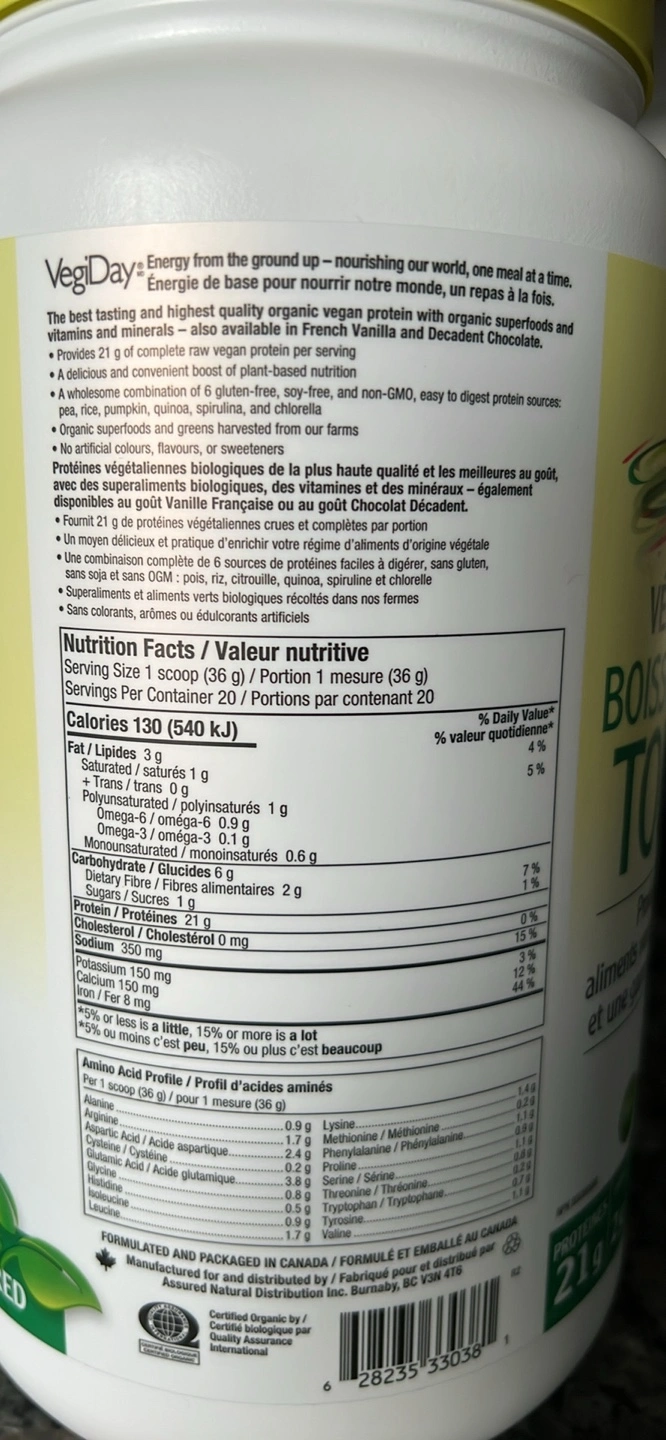 VegiDay® Energy from the ground up – nourishing our world, one meal at a time.
Énergie de base pour nourrir notre monde, un repas à la fois.
The best tasting and highest quality organic vegan protein with organic superfoods and
vitamins and minerals – also available in French Vanilla and Decadent Chocolate.
• Provides 21 g of complete raw vegan protein per serving
• A delicious and convenient boost of plant-based nutrition
• A wholesome combination of 6 gluten-free, soy-free, and non-GMO, easy to digest protein sources:
pea, rice, pumpkin, quinoa, spirulina, and chlorella
• Organic superfoods and greens harvested from our farms
• No artificial colours, flavours, or sweeteners
Protéines végétaliennes biologiques de la plus haute qualité et les meilleures au goût,
avec des superaliments biologiques, des vitamines et des minéraux – également
disponibles au goût Vanille Française ou au goût Chocolat Décadent.
• Fournit 21 g de protéines végétaliennes crues et complètes par portion
• Un moyen délicieux et pratique d'enrichir votre régime d'aliments d'origine végétale
• Une combinaison complète de 6 sources de protéines faciles à digérer, sans gluten,
sans soja et sans OGM : pois, riz, citrouille, quinoa, spiruline et chlorelle
• Superaliments et aliments verts biologiques récoltés dans nos fermes
• Sans colorants, arômes ou édulcorants artificiels
Nutrition Facts / Valeur nutritive
Serving Size 1 scoop (36 g) / Portion 1 mesure (36 g)
Servings Per Container 20 / Portions par contenant 20
Calories 130 (540 kJ)
% Daily Value*
% valeur quotidienne*
Fat / Lipides 3 g 4 %
Saturated / saturés 1 g 5 %
+ Trans / trans 0 g
Polyunsaturated / polyinsaturés 1 g
Omega-6 / oméga-6 0.9 g
Omega-3 / oméga-3 0.1 g
Monounsaturated / monoinsaturés 0.6 g
Carbohydrate / Glucides 6 g 7 %
Dietary Fibre / Fibres alimentaires 2 g 1 %
Sugars / Sucres 1 g
Protein / Protéines 21 g
Cholesterol / Cholestérol 0 mg 0 %
Sodium 350 mg 15 %
Potassium 150 mg 3 %
Calcium 150 mg 12 %
Iron / Fer 8 mg 44 %
*5% or less is a little, 15% or more is a lot
*5% ou moins c'est peu, 15% ou plus c'est beaucoup
Amino Acid Profile / Profil d'acides aminés
Per 1 scoop (36 g) / pour 1 mesure (36 g)
Alanine 0.9 g
Arginine 1.7 g
Aspartic Acid / Acide aspartique 2.4 g
Cysteine / Cystéine 0.2 g
Glutamic Acid / Acide glutamique 3.8 g
Glycine 0.8 g
Histidine 0.5 g
Isoleucine 0.9 g
Leucine 1.7 g
Lysine
Methionine / Méthionine
Phenylalanine / Phénylalanine
Proline
Serine / Sérine
Threonine / Thréonine
Tryptophan / Tryptophane
Tyrosine
Valine
FORMULATED AND PACKAGED IN CANADA / FORMULÉ ET EMBALLÉ AU CANADA
Manufactured for and distributed by / Fabriqué pour et distribué par
Assured Natural Distribution Inc. Burnaby, BC V3N 4T6
Certified Organic by /
Certifié biologique par
Quality Assurance
International
6 28235 33038 1
VE
BOIS
TO
aliments
et une
PROTÉINES
21g
ED